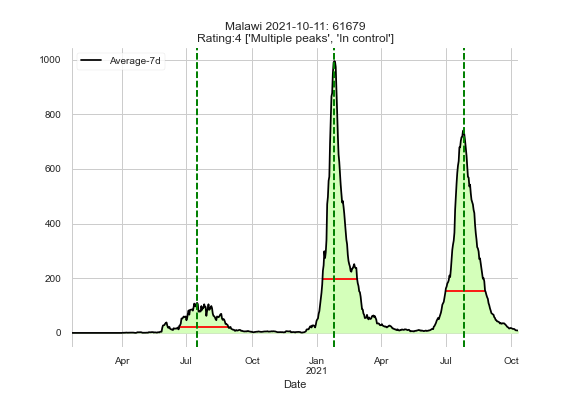 Malawi 2021-10-11: 61679
Rating:4 ['Multiple peaks', 'In control']
Average-7d
1000
800
600
400
200
0
Apr
Jul
Oct
Jan
2021
Apr
Jul
Oct
Date